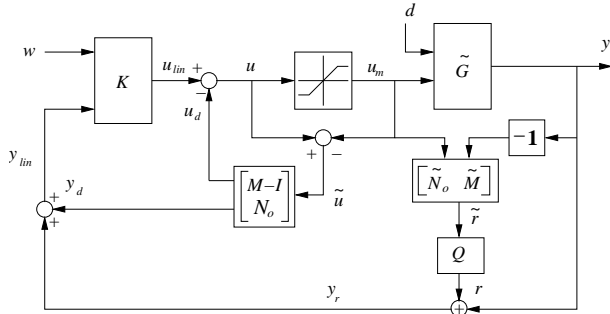 d
y
w
K
u_lin
+
−
u
u_m
G̃
u_d
+
−
−1
y_lin
y_d
ũ
[M−I
N_o]
[Ñ_o M̃]
r̃
+
+
Q
y_r
r
+